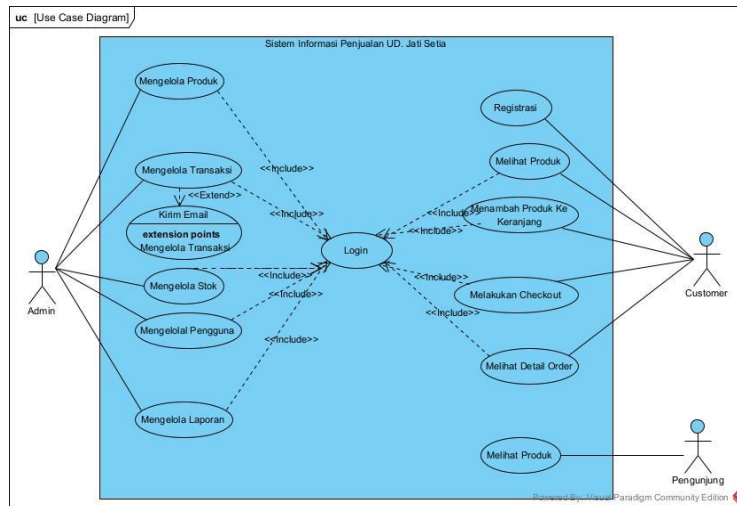 uc [Use Case Diagram]
Sistem Informasi Penjualan UD. Jati Setia
Mengelola Produk
Registrasi
<<Include>>
Mengelola Transaksi
Melihat Produk
<<Extend>>
Kirim Email
<<Include>>
<<Include>>
Menambah Produk Ke
Keranjang
extension points
Mengelola Transaksi
<<Include>>
Login
Admin
Mengelola Stok
<<Include>>
<<Include>>
Melakukan Checkout
Customer
<<Include>>
Mengelolal Pengguna
<<Include>>
<<Include>>
Melihat Detail Order
Mengelola Laporan
Melihat Produk
Pengunjung
Powered By: Visual Paradigm Community Edition